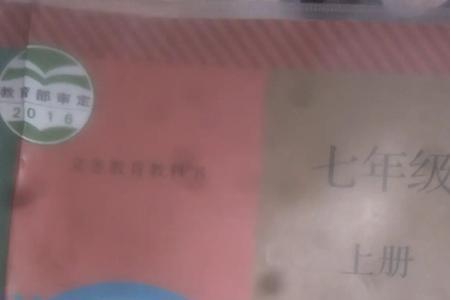 教育部审定
2016
义务教育教科书
七年级
上册